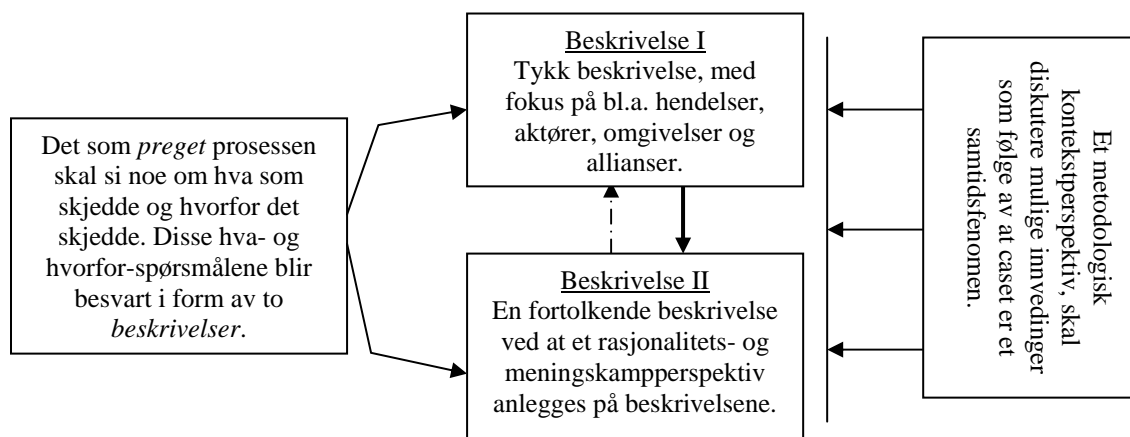 Det som preget prosessen
skal si noe om hva som
skjedde og hvorfor det
skjedde. Disse hva- og
hvorfor-spørsmålene blir
besvart i form av to
beskrivelser.
Beskrivelse I
Tykk beskrivelse, med
fokus på bl.a. hendelser,
aktører, omgivelser og
allianser.
Beskrivelse II
En fortolkende beskrivelse
ved at et rasjonalitets- og
meningskampperspektiv
anlegges på beskrivelsene.
Et metodologisk
kontekstperspektiv, skal
diskutere mulige innvedinger
som følge av at caset er et
samtidsfenomen.